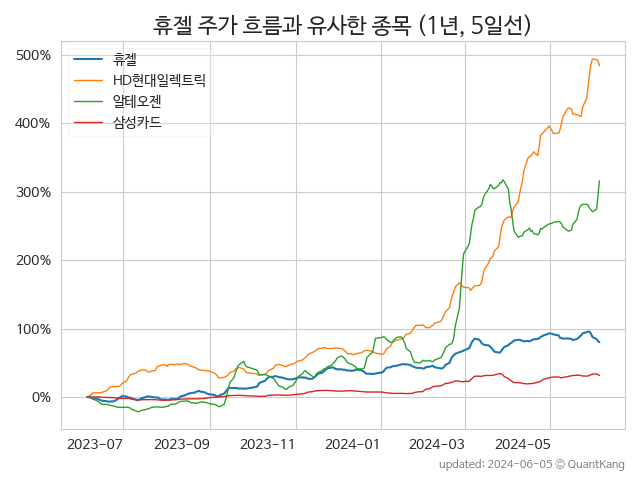 휴젤 주가 흐름과 유사한 종목 (1년, 5일선)
500%
400%
300%
200%
100%
0%
휴젤
HD현대일렉트릭
알테오젠
삼성카드
2023-07
2023-09
2023-11
2024-01
2024-03
2024-05
updated: 2024-06-05 © QuantKang